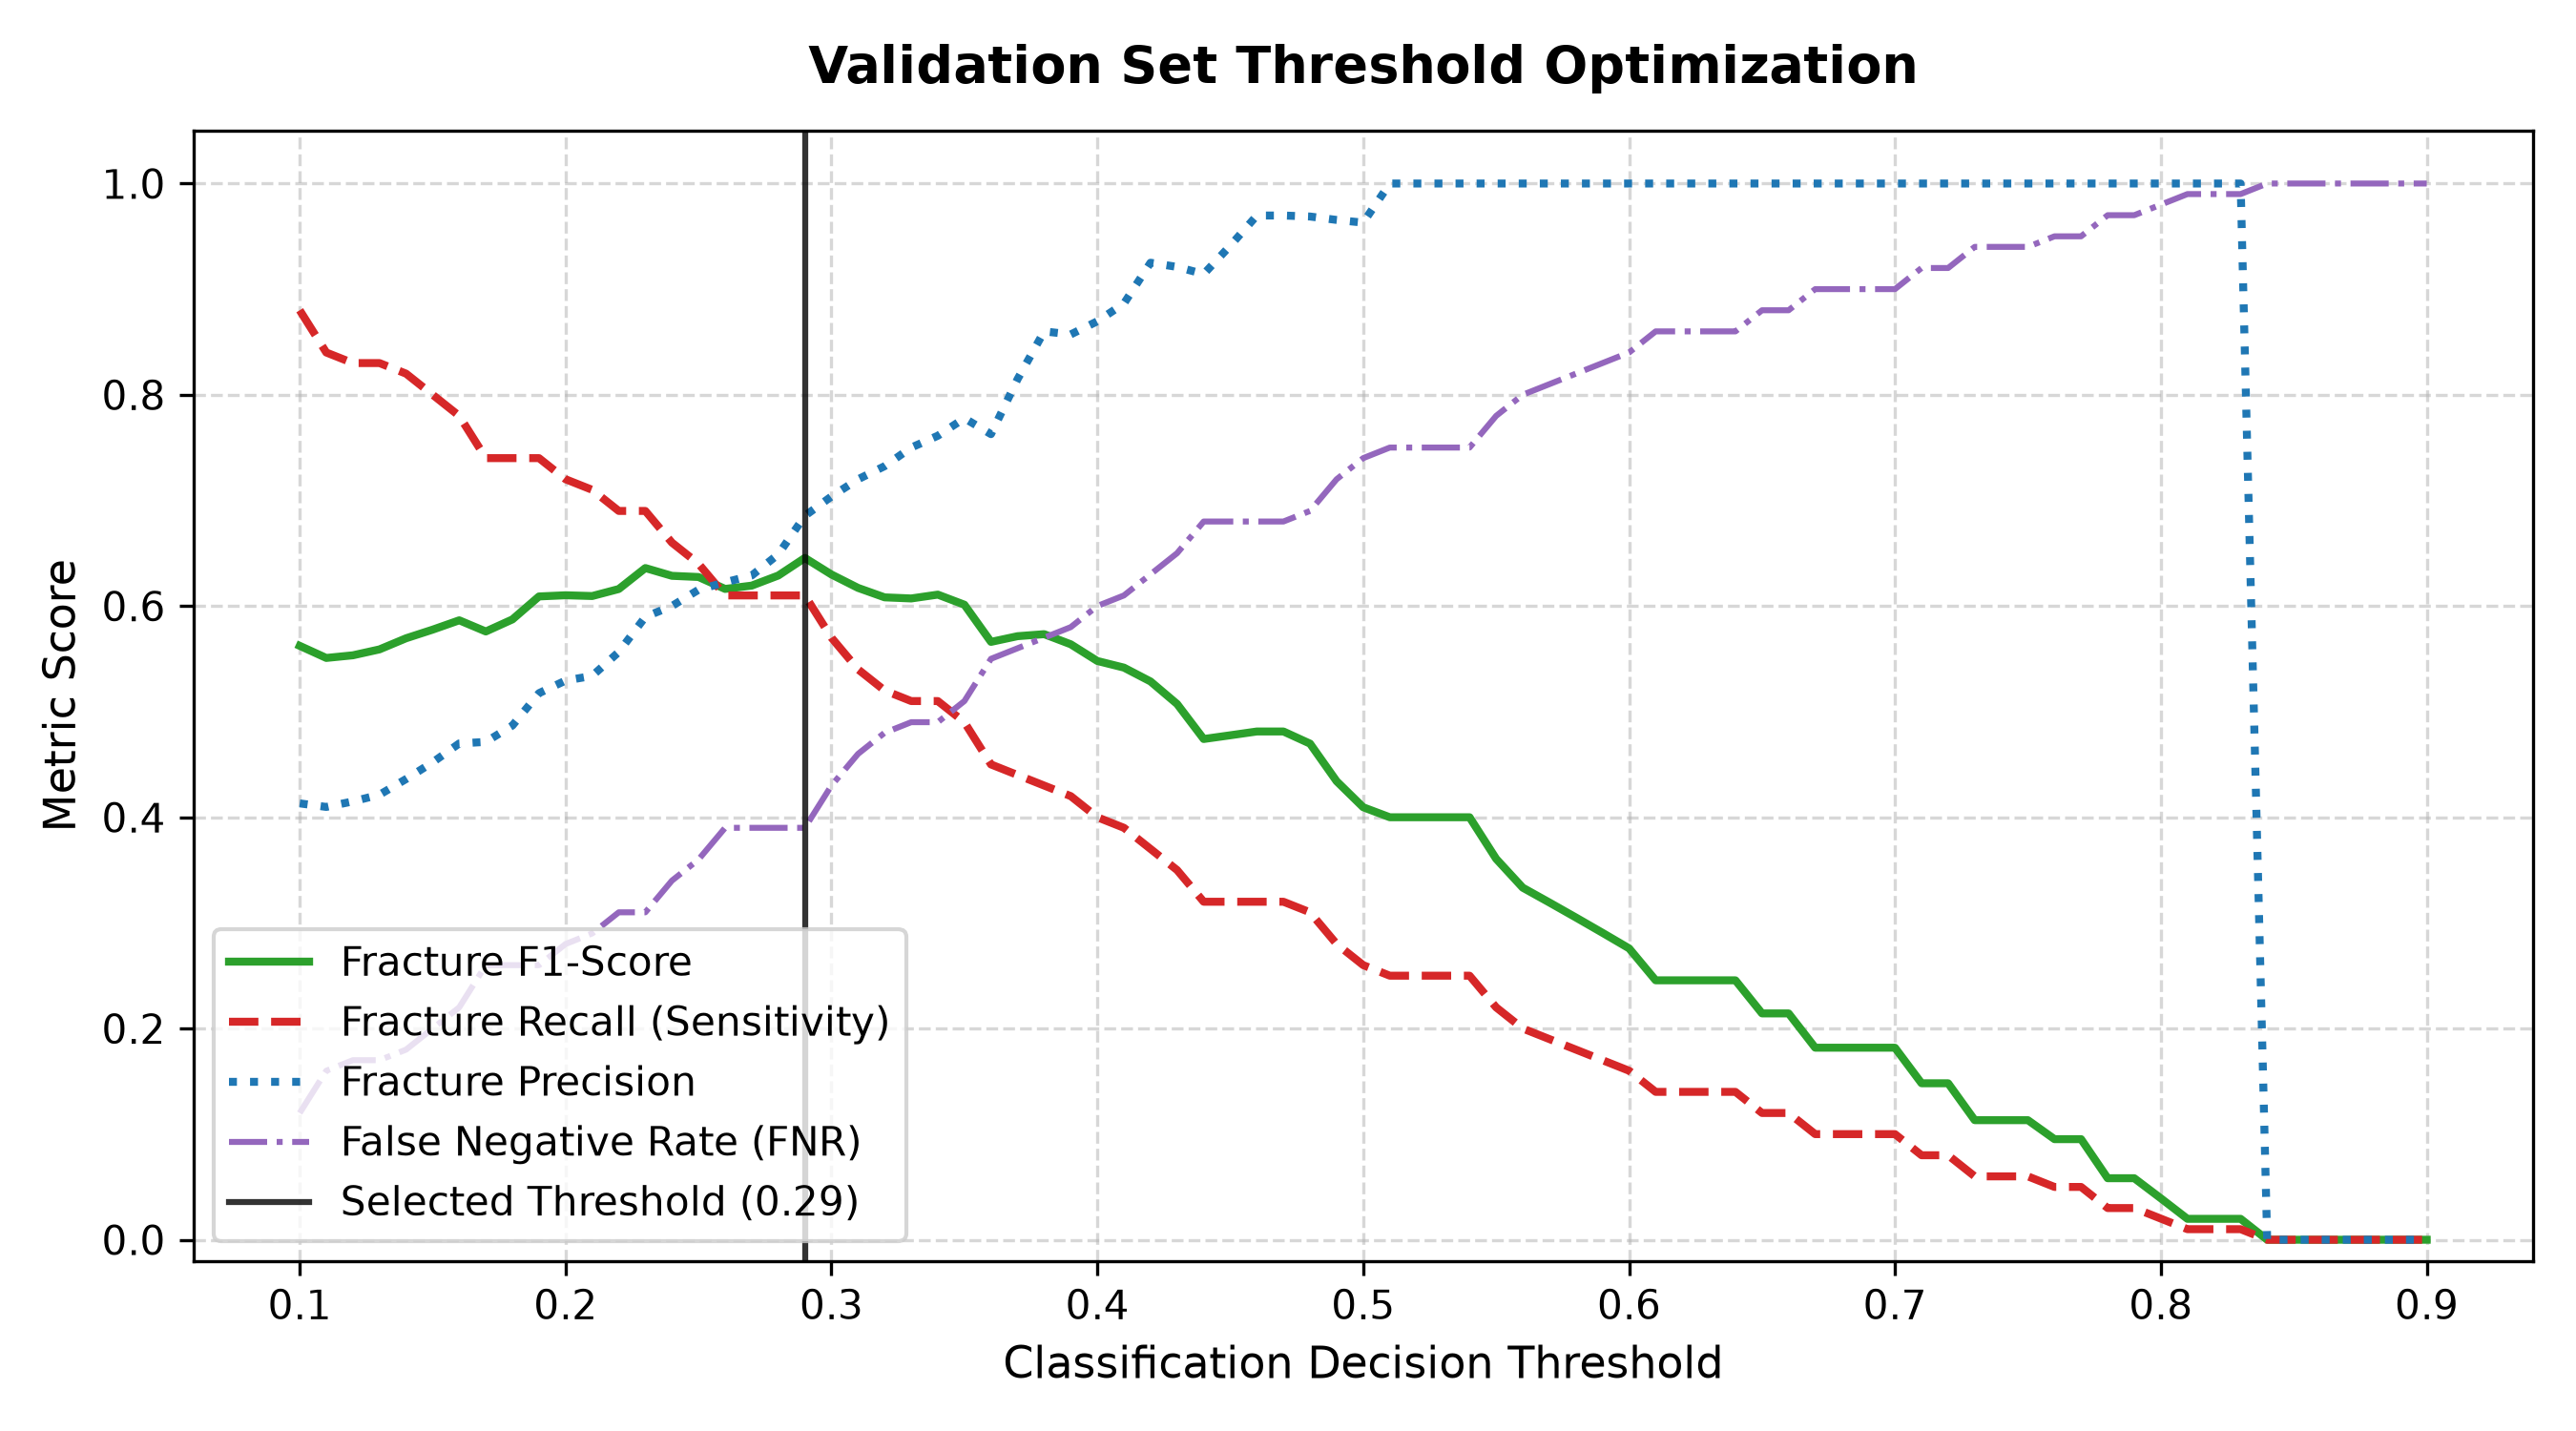 Validation Set Threshold Optimization
1.0
0.8
0.6
0.4
0.2
0.0
Metric Score
Fracture F1-Score
Fracture Recall (Sensitivity)
Fracture Precision
False Negative Rate (FNR)
Selected Threshold (0.29)
0.1 0.2 0.3 0.4 0.5 0.6 0.7 0.8 0.9
Classification Decision Threshold